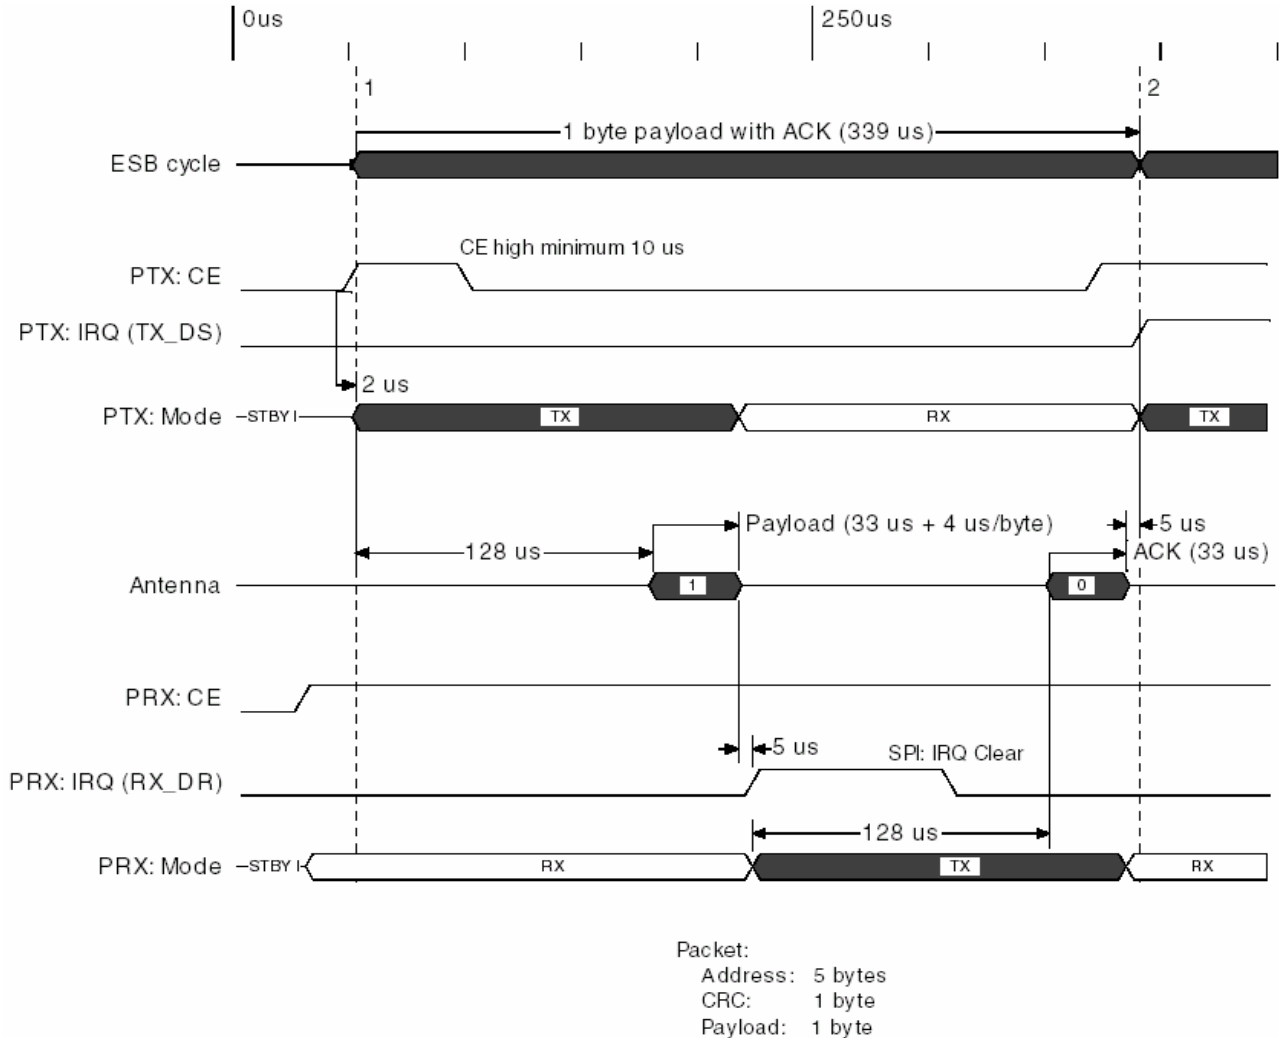 0us 250us
1 2
1 byte payload with ACK (339 us)
ESB cycle
CE high minimum 10 us
PTX: CE
PTX: IRQ (TX_DS)
2 us
PTX: Mode STBY I TX RX TX
Payload (33 us + 4 us/byte) 5 us
128 us ACK (33 us)
Antenna 1 0
PRX: CE
5 us SPI: IRQ Clear
PRX: IRQ (RX_DR)
128 us
PRX: Mode STBY I RX TX RX
Packet:
Address: 5 bytes
CRC: 1 byte
Payload: 1 byte